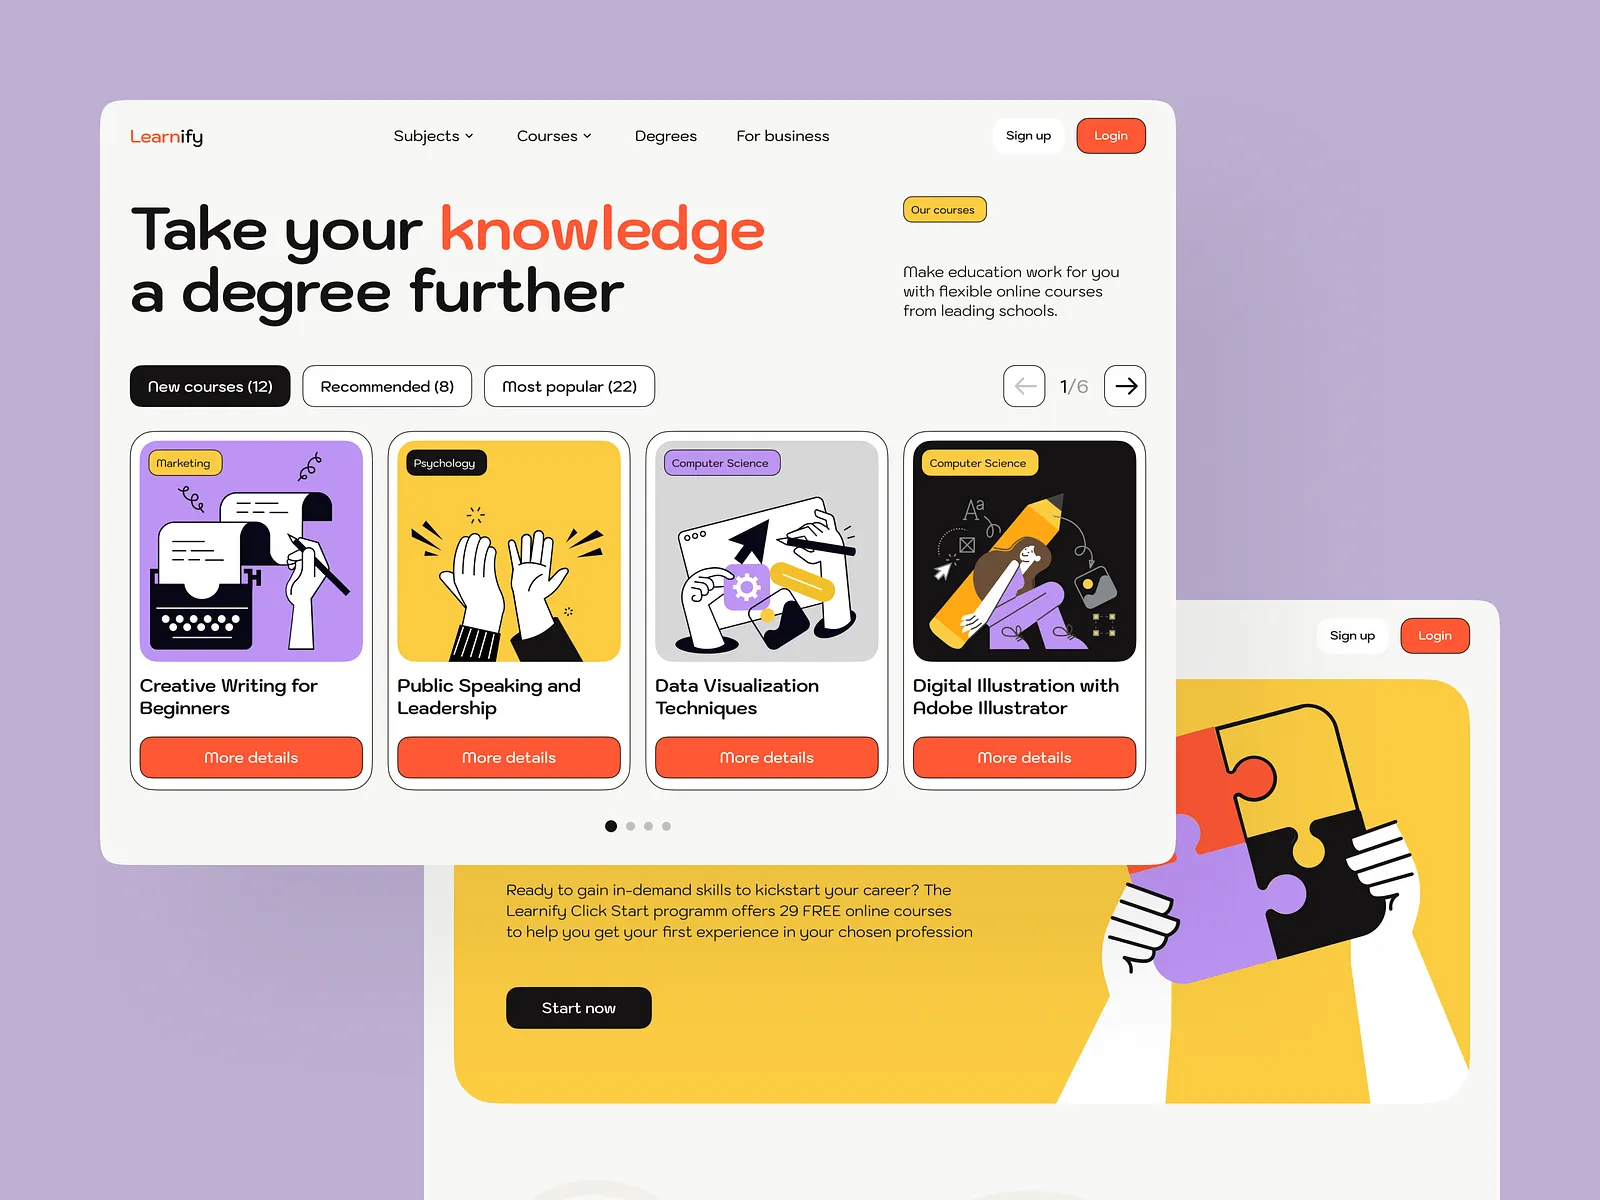 Learnify
Subjects
Courses
Degrees
For business
Sign up
Login
Take your knowledge
a degree further
Our courses
Make education work for you
with flexible online courses
from leading schools.
New courses (12)
Recommended (8)
Most popular (22)
1/6
Marketing
Creative Writing for
Beginners
More details
Psychology
Public Speaking and
Leadership
More details
Computer Science
Data Visualization
Techniques
More details
Computer Science
Aa
Digital Illustration with
Adobe Illustrator
More details
Sign up
Login
Ready to gain in-demand skills to kickstart your career? The
Learnify Click Start programm offers 29 FREE online courses
to help you get your first experience in your chosen profession
Start now